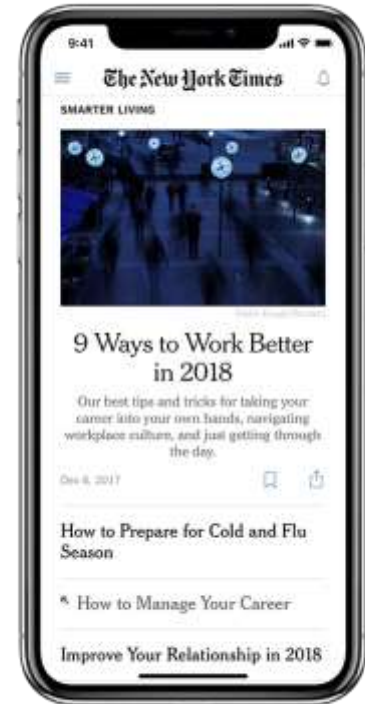 9:41
The New York Times
SMARTER LIVING
9 Ways to Work Better
in 2018
Our best tips and tricks for taking your
career into your own hands, navigating
workplace culture, and just getting through
the day.
Dec 8, 2017
How to Prepare for Cold and Flu
Season
How to Manage Your Career
Improve Your Relationship in 2018